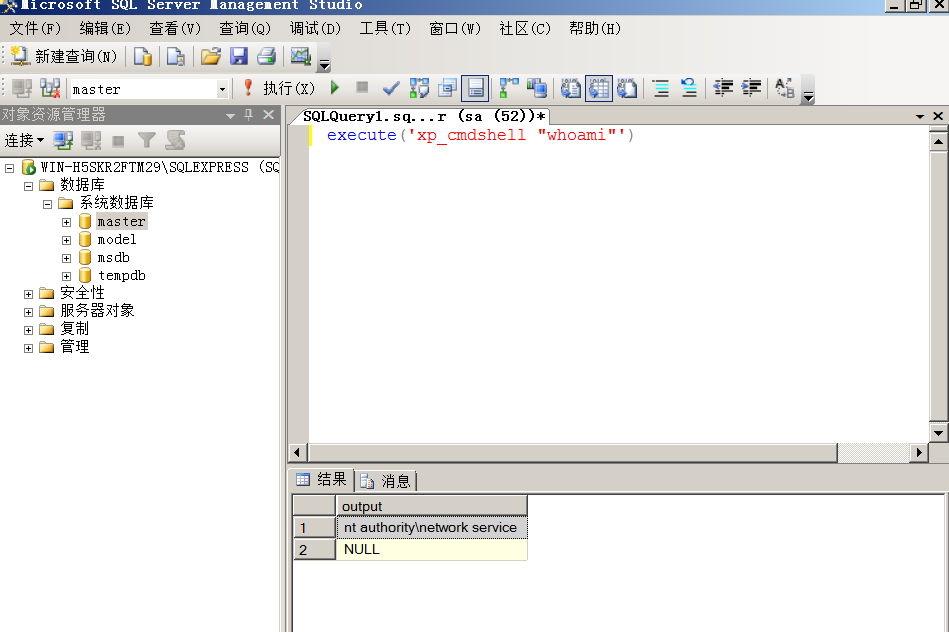 Microsoft SQL Server Management Studio
文件(F) 编辑(E) 查看(V) 查询(Q) 调试(D) 工具(T) 窗口(W) 社区(C) 帮助(H)
新建查询(N)
master 执行(X)
对象资源管理器
SQLQuery1.sq...r (sa (52))*
连接
execute('xp_cmdshell "whoami"')
WIN-H5SKR2FTM29\SQLEXPRESS (SQ
数据库
系统数据库
master
model
msdb
tempdb
安全性
服务器对象
复制
管理
结果 消息
output
1 nt authority\network service
2 NULL